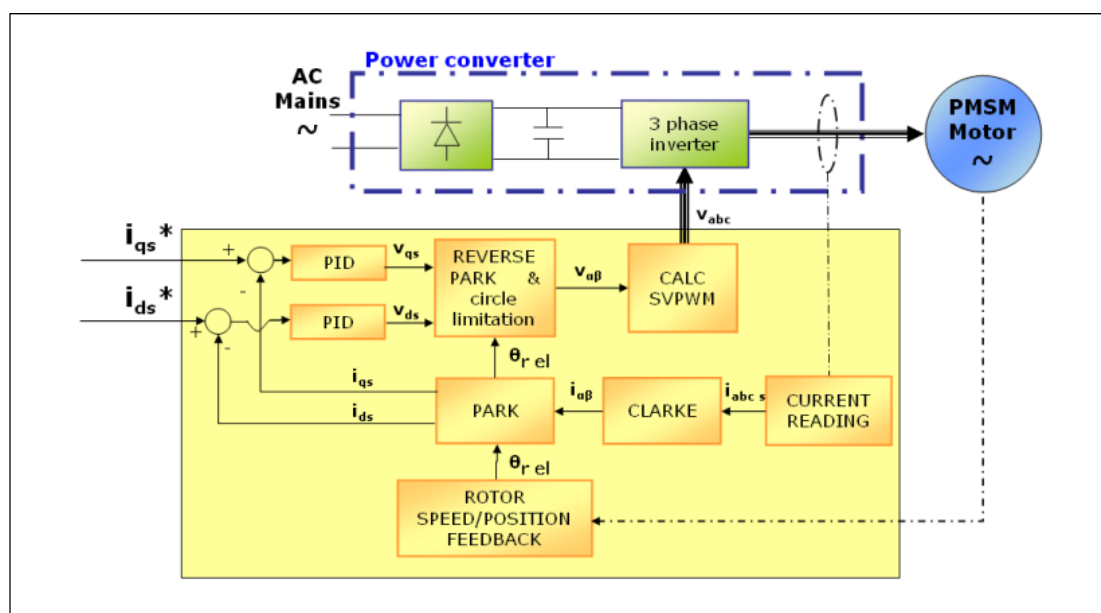 Power converter
AC
Mains
~
3 phase
inverter
PMSM
Motor
~
v_abc
i_qs*
i_ds*
+
-
+
-
PID
v_qs
PID
v_ds
REVERSE
PARK &
circle
limitation
v_αβ
CALC
SVPWM
θ_r el
i_qs
i_ds
PARK
i_αβ
CLARKE
i_abc s
CURRENT
READING
θ_r el
ROTOR
SPEED/POSITION
FEEDBACK